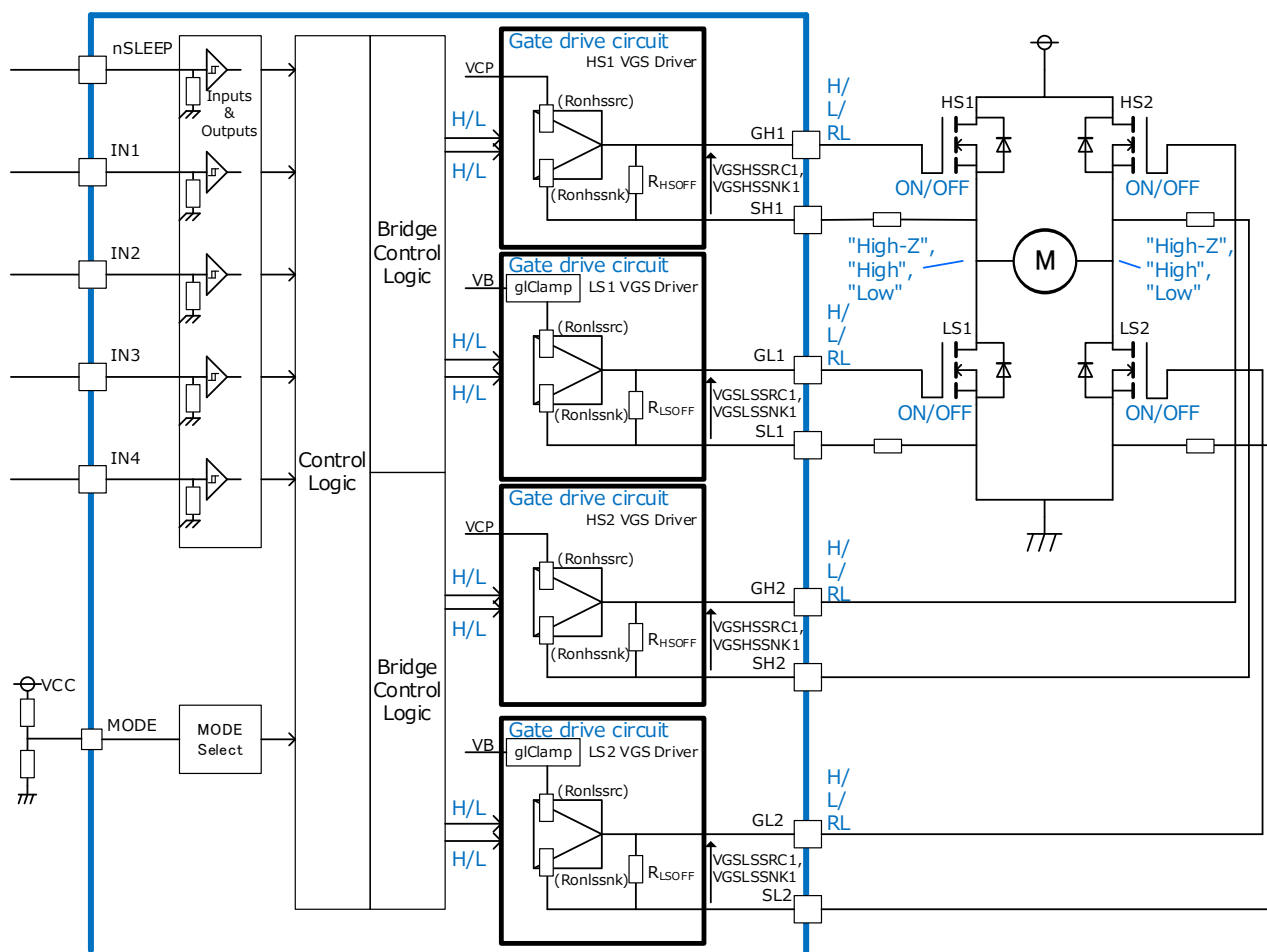 nSLEEP
Inputs
&
Outputs
IN1
IN2
IN3
IN4
VCC
MODE
MODE
Select
Control
Logic
Bridge
Control
Logic
Bridge
Control
Logic
H/L
H/L
Gate drive circuit
HS1 VGS Driver
VCP
(Ronhssrc)
(Ronhssnk)
RHSOFF
VGSHSSRC1,
VGSHSSNK1
GH1
SH1
H/
L/
RL
H/L
H/L
Gate drive circuit
VB
glClamp
LS1 VGS Driver
(Ronlssrc)
(Ronlssnk)
RLSOFF
VGSLSSRC1,
VGSLSSNK1
GL1
SL1
H/
L/
RL
H/L
H/L
Gate drive circuit
HS2 VGS Driver
VCP
(Ronhssrc)
(Ronhssnk)
RHSOFF
VGSHSSRC1,
VGSHSSNK1
GH2
SH2
H/
L/
RL
H/L
H/L
Gate drive circuit
VB
glClamp
LS2 VGS Driver
(Ronlssrc)
(Ronlssnk)
RLSOFF
VGSLSSRC1,
VGSLSSNK1
GL2
SL2
H/
L/
RL
HS1
HS2
ON/OFF
ON/OFF
"High-Z",
"High",
"Low"
M
"High-Z",
"High",
"Low"
LS1
LS2
ON/OFF
ON/OFF